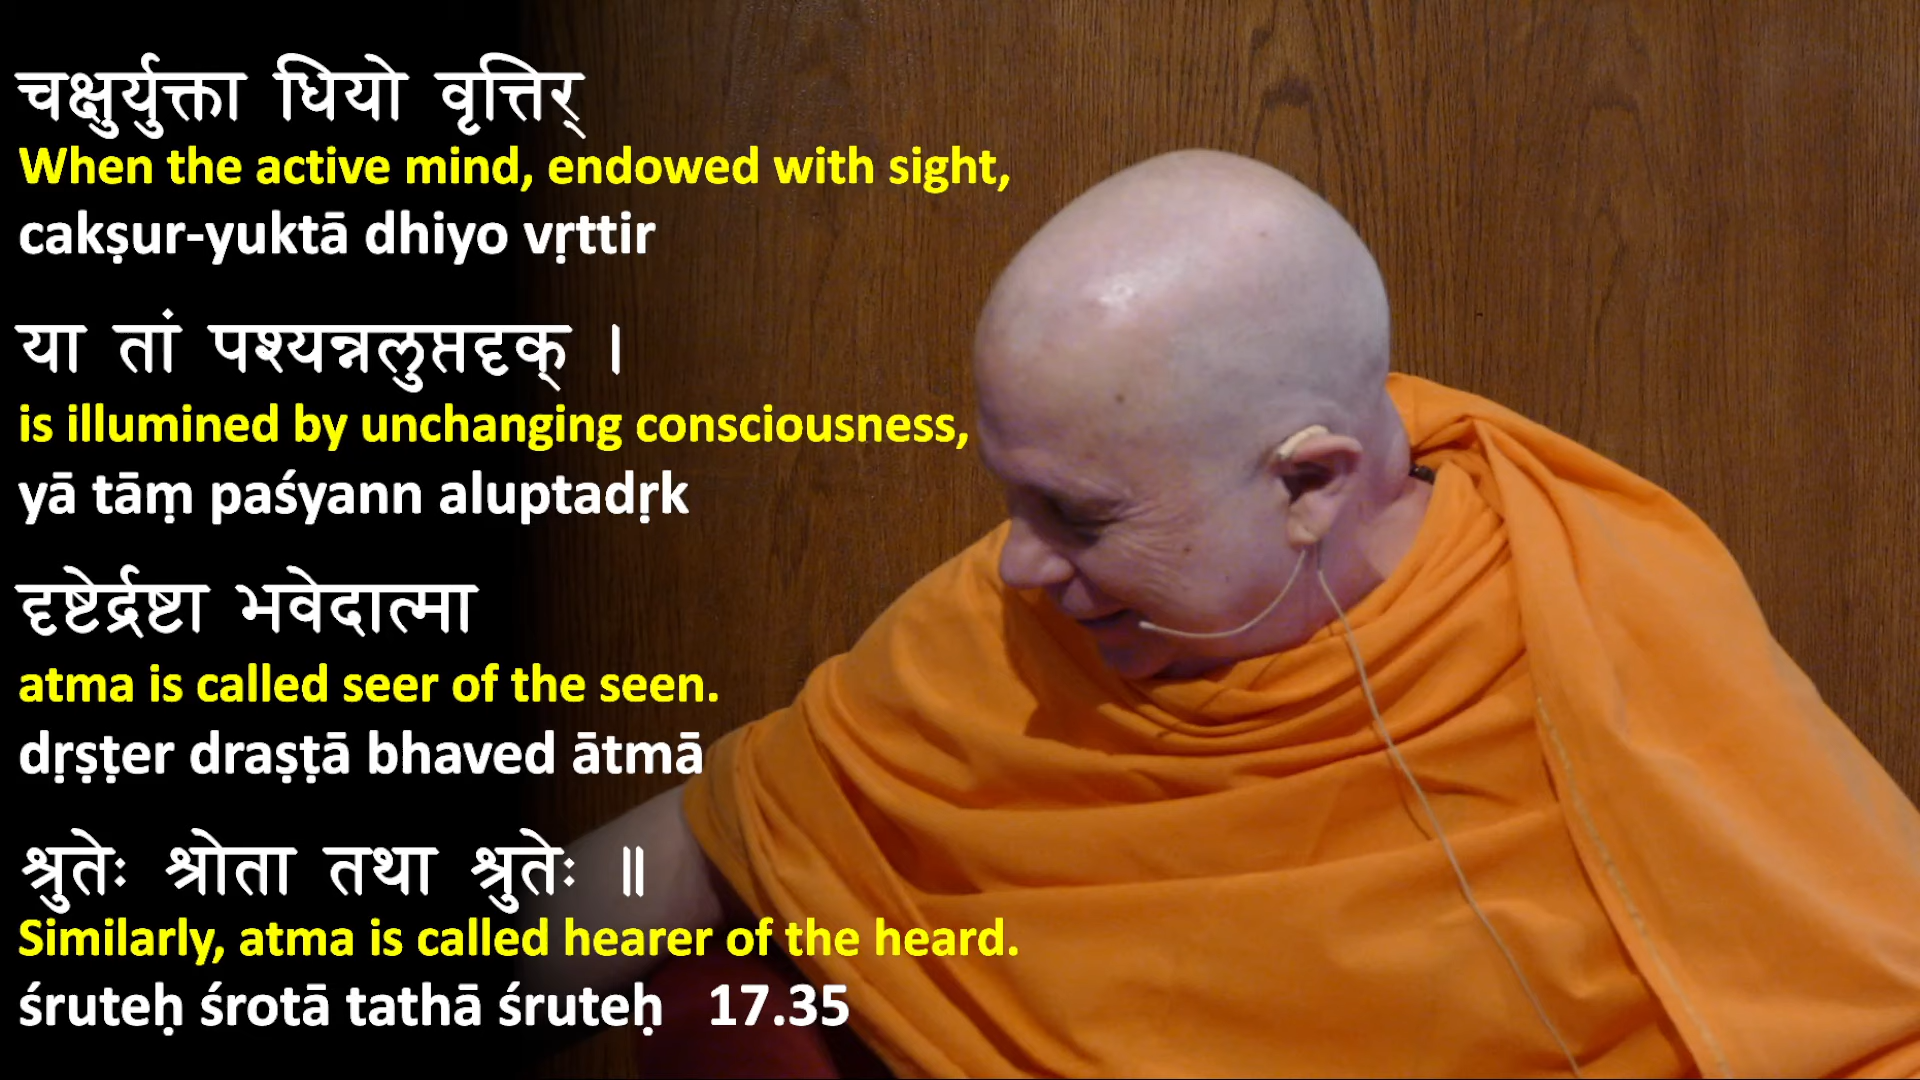 चक्षुर्युक्ता धियो वृत्तिर्
When the active mind, endowed with sight,
cakṣur-yuktā dhiyo vṛttir
या तां पश्यन्नलुप्तदृक् ।
is illumined by unchanging consciousness,
yā tāṃ paśyann aluptadṛk
दृष्टेर्द्रष्टा भवेदात्मा
atma is called seer of the seen.
dṛṣṭer draṣṭā bhaved ātmā
श्रुतेः श्रोता तथा श्रुतेः ॥
Similarly, atma is called hearer of the heard.
śruteḥ śrotā tathā śruteḥ 17.35